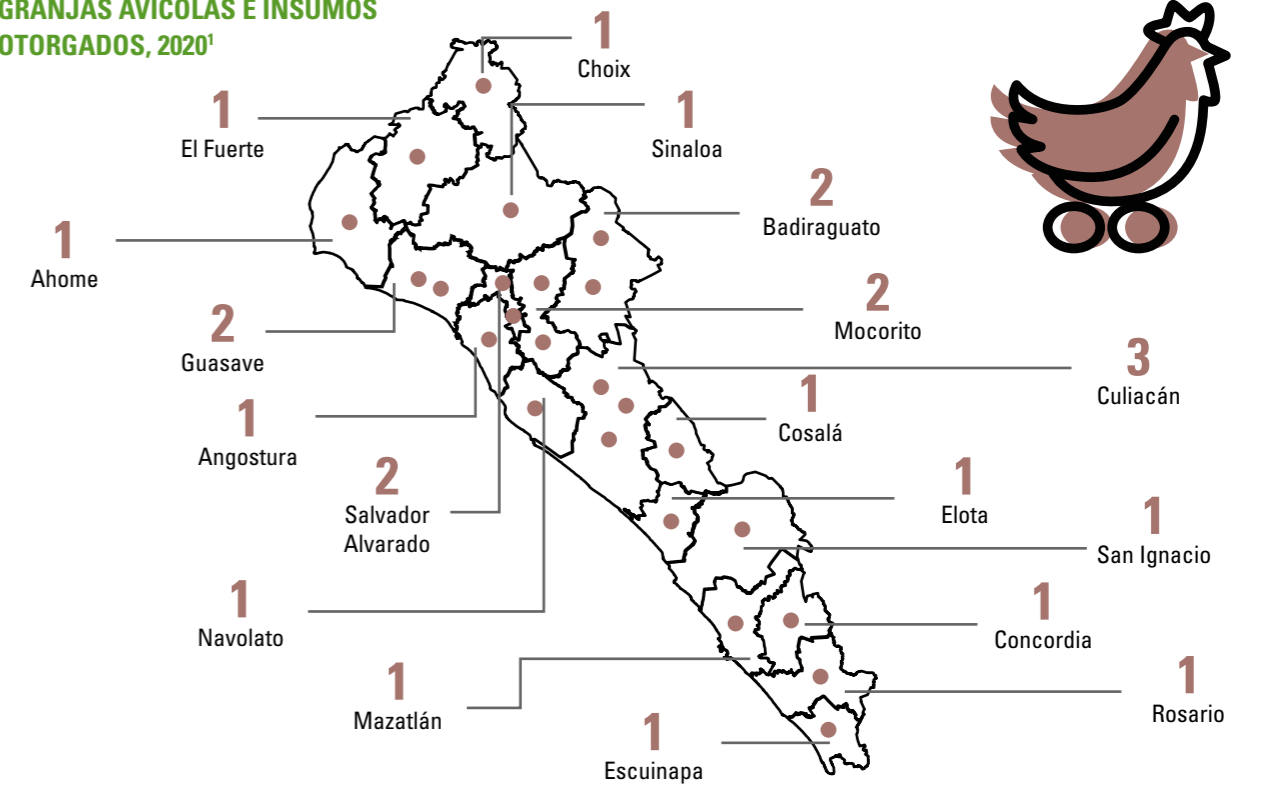 GRANJAS AVÍCOLAS E INSUMOS
OTORGADOS, 2020¹
1
Choix
1
El Fuerte
1
Sinaloa
2
Badiraguato
1
Ahome
2
Mocorito
2
Guasave
3
Culiacán
1
Cosalá
1
Angostura
2
Salvador
Alvarado
1
Elota
1
San Ignacio
1
Navolato
1
Concordia
1
Mazatlán
1
Rosario
1
Escuinapa